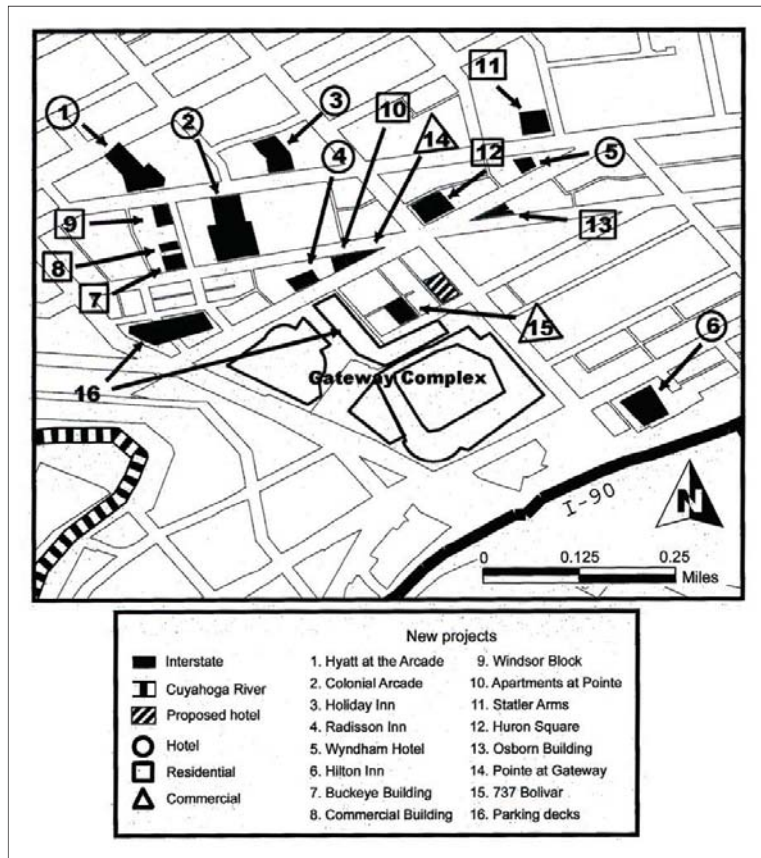 11
1
2
3
10
14
4
12
5
9
13
8
7
15
6
16
Gateway Complex
I-90
N
0 0.125 0.25
Miles
New projects
Interstate
Cuyahoga River
Proposed hotel
Hotel
Residential
Commercial
1. Hyatt at the Arcade
2. Colonial Arcade
3. Holiday Inn
4. Radisson Inn
5. Wyndham Hotel
6. Hilton Inn
7. Buckeye Building
8. Commercial Building
9. Windsor Block
10. Apartments at Pointe
11. Statler Arms
12. Huron Square
13. Osborn Building
14. Pointe at Gateway
15. 737 Bolivar
16. Parking decks